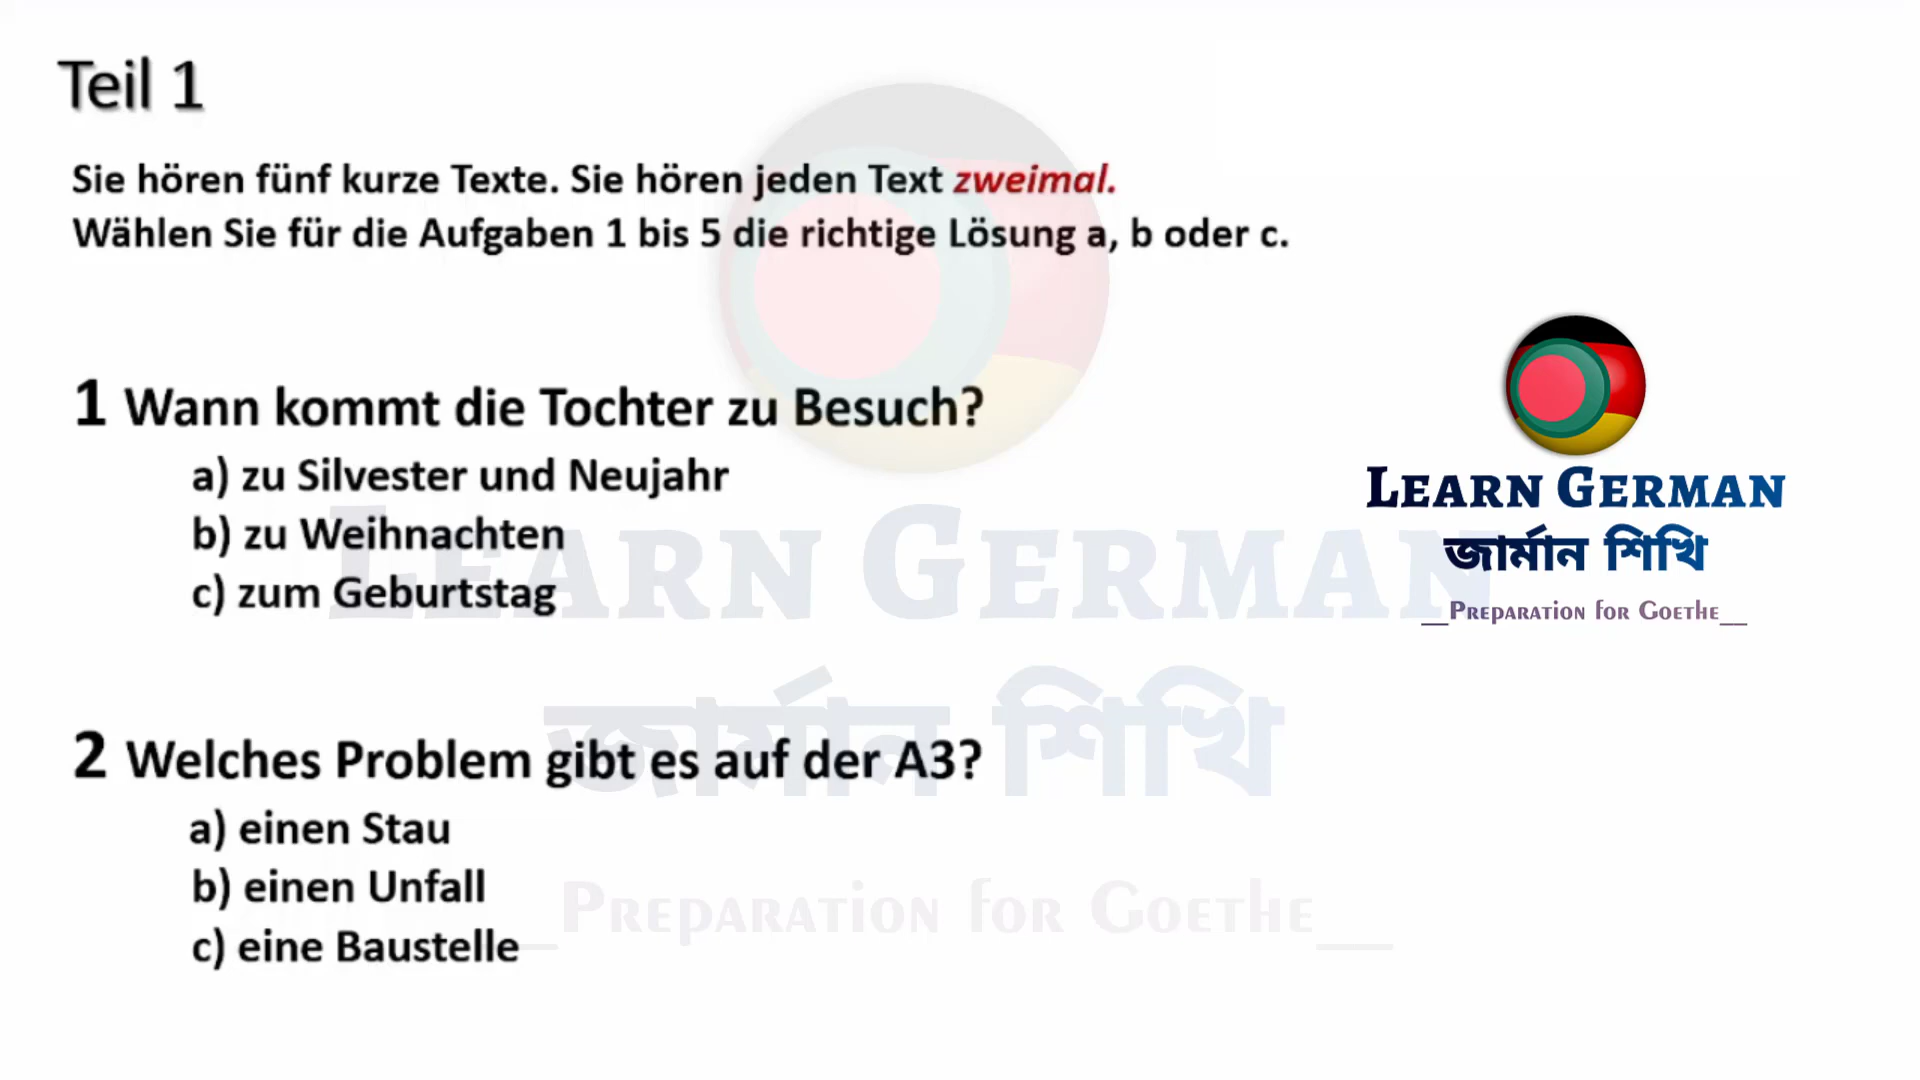 Teil 1
Sie hören fünf kurze Texte. Sie hören jeden Text zweimal.
Wählen Sie für die Aufgaben 1 bis 5 die richtige Lösung a, b oder c.
1 Wann kommt die Tochter zu Besuch?
a) zu Silvester und Neujahr
b) zu Weihnachten
c) zum Geburtstag
2 Welches Problem gibt es auf der A3?
a) einen Stau
b) einen Unfall
c) eine Baustelle
LEARN GERMAN
জার্মান শিখি
__Preparation for Goethe__
LEARN GERMAN
জার্মান শিখি
__Preparation for Goethe__